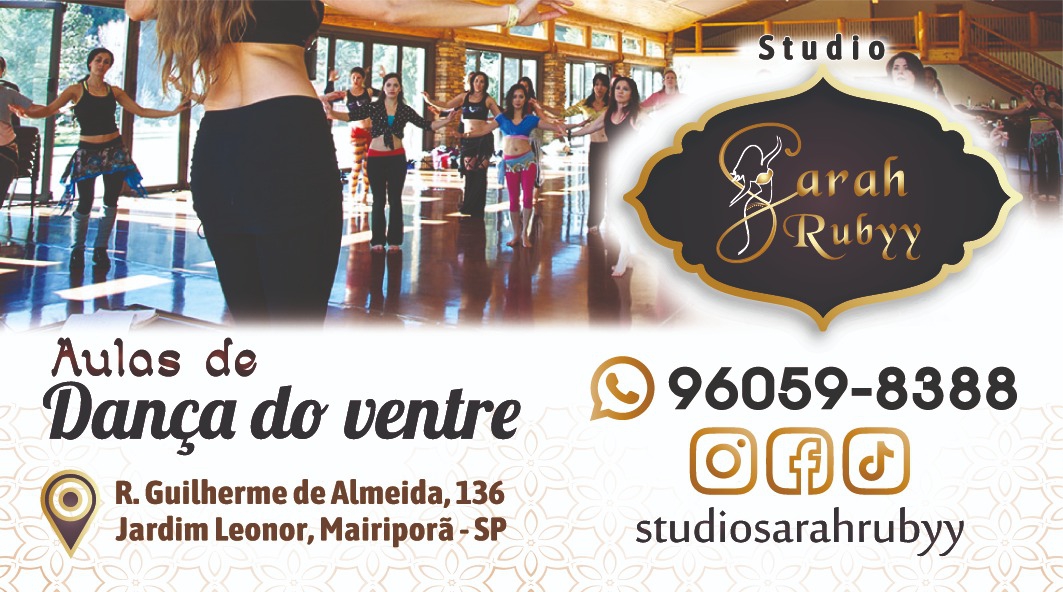 Studio
Sarah
Rubyy
Aulas de
Dança do ventre
R. Guilherme de Almeida, 136
Jardim Leonor, Mairiporã - SP
96059-8388
studiosarahrubyy